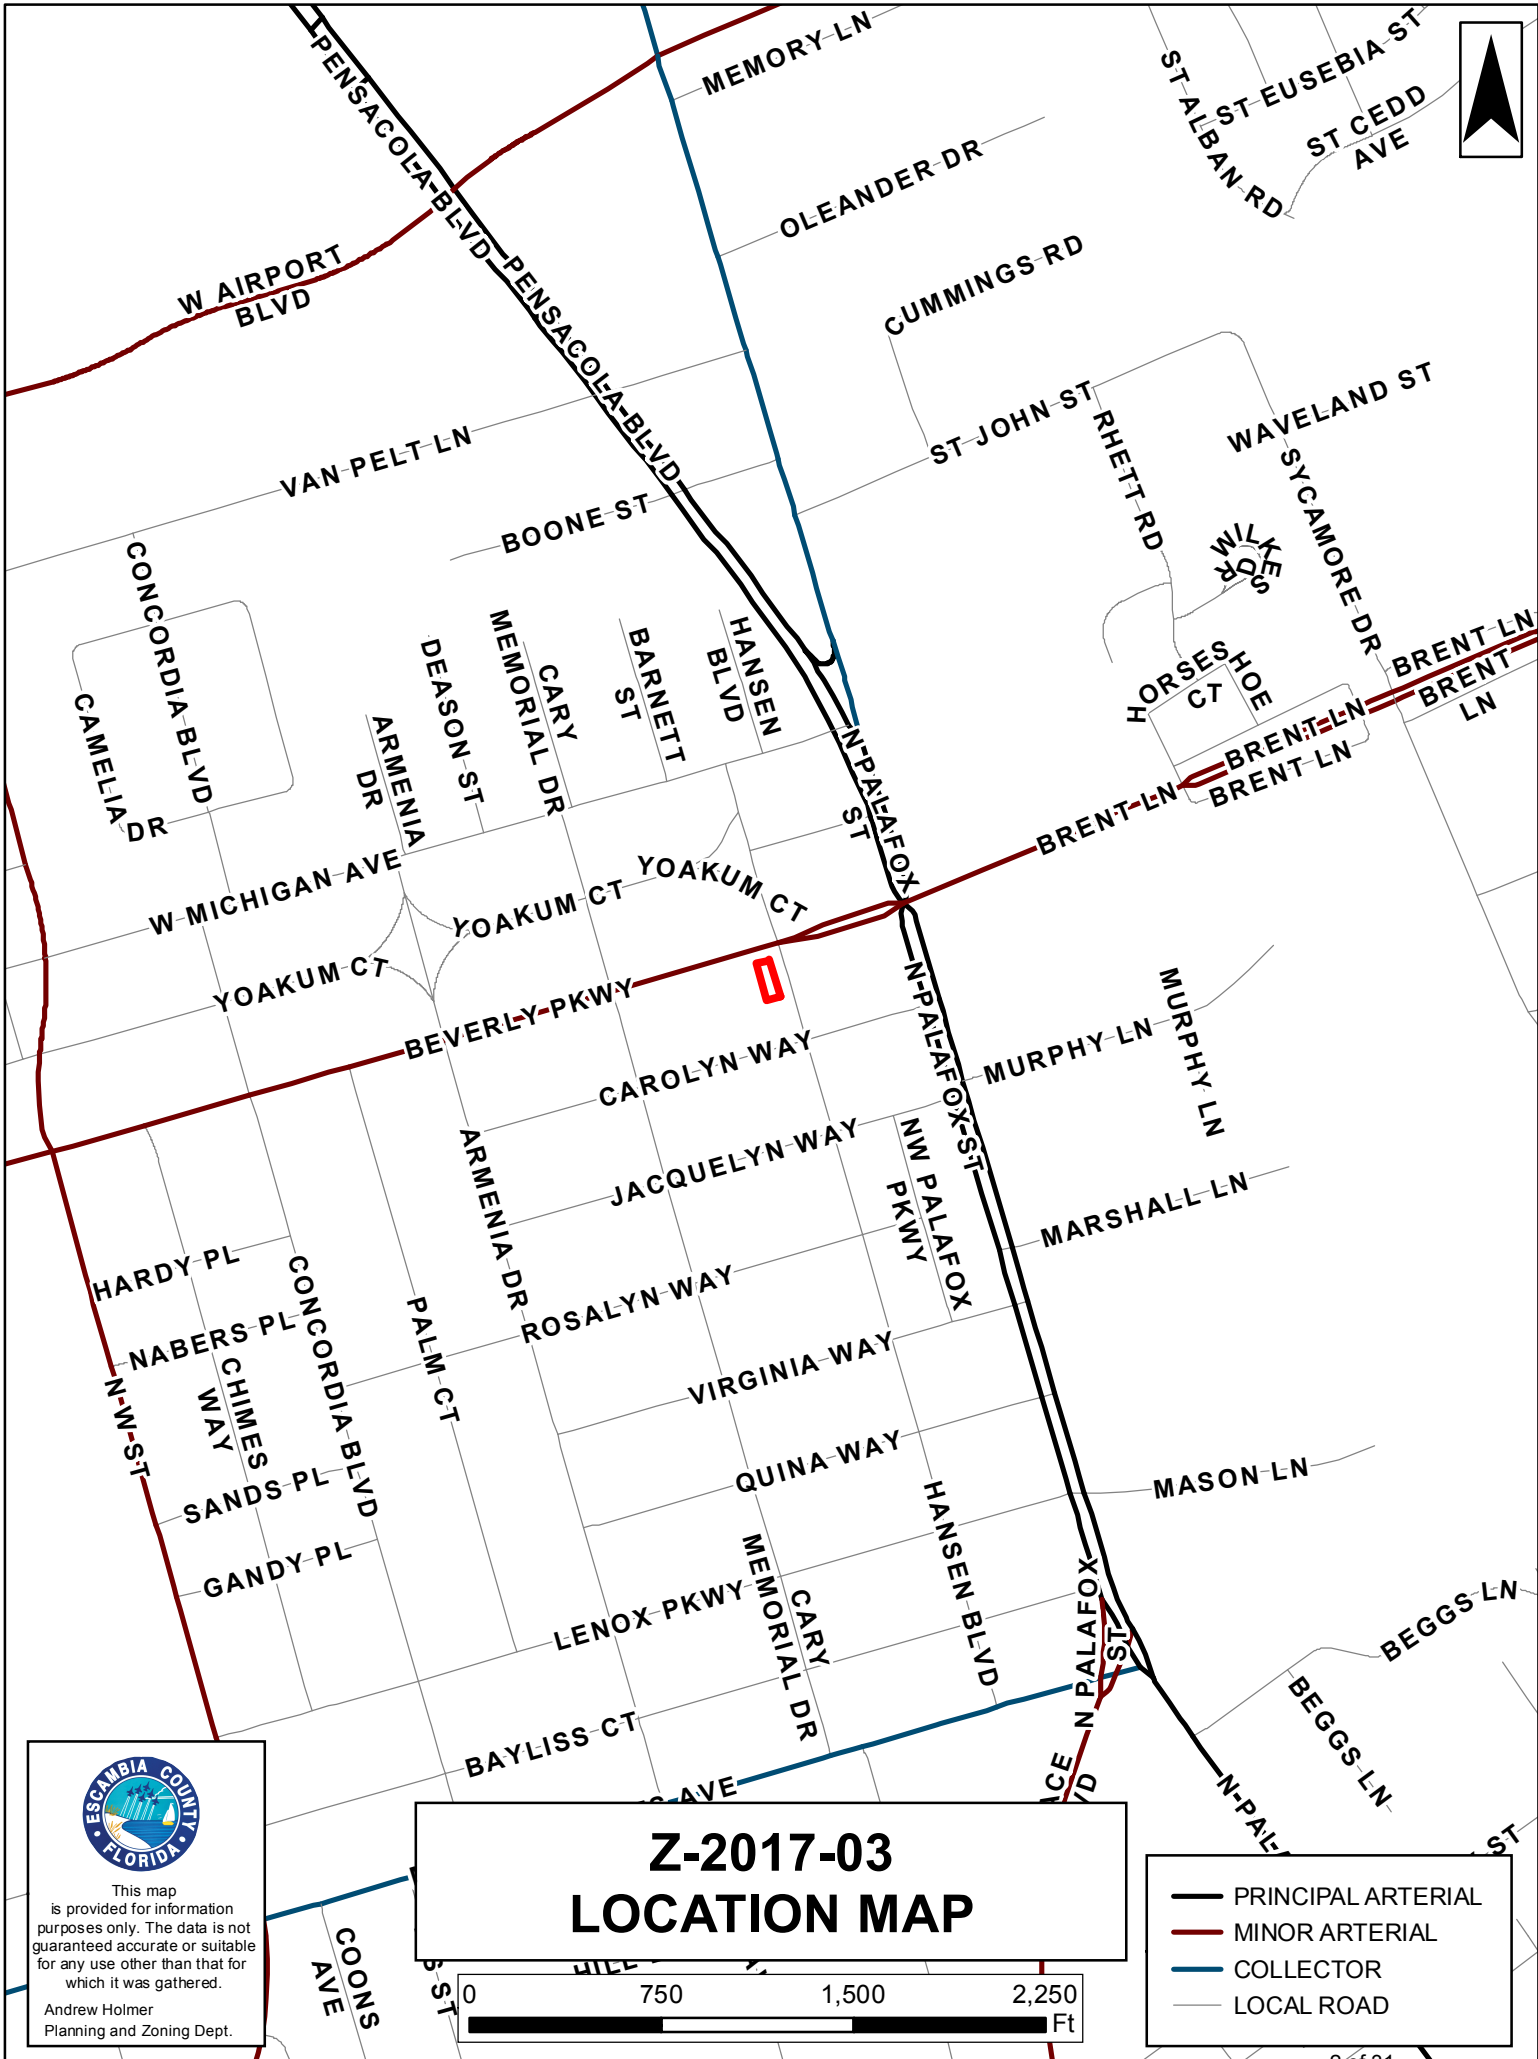 PENSACOLA BLVD
MEMORY LN
ST ALBAN RD
ST EUSEBIA ST
ST CEDD
AVE
OLEANDER DR
CUMMINGS RD
W AIRPORT
BLVD
PENSACOLA BLVD
ST JOHN ST
RHETT RD
WAVELAND ST
SYCAMORE DR
WILKES
RD
VAN PELT LN
BOONE ST
CONCORDIA BLVD
CAMELIA
DR
ARMENIA
DR
DEASON ST
CARY
MEMORIAL DR
BARNETT
ST
HANSEN
BLVD
HORSESHOE
CT
BRENT LN
BRENT
LN
BRENT LN
BRENT LN
BRENT LN
N PALAFOX
ST
W MICHIGAN AVE
YOAKUM CT
YOAKUM CT
YOAKUM CT
BEVERLY PKWY
CAROLYN WAY
N PALAFOX ST
MURPHY LN
MURPHY LN
JACQUELYN WAY
NW PALAFOX
PKWY
MARSHALL LN
ARMENIA DR
HARDY PL
ROSALYN WAY
NABERS PL
CHIMES
WAY
CONCORDIA BLVD
PALM CT
VIRGINIA WAY
N W ST
QUINA WAY
SANDS PL
MASON LN
HANSEN BLVD
GANDY PL
LENOX PKWY
CARY
MEMORIAL DR
N PALAFOX
ST
BEGGS LN
BEGGS LN
BAYLISS CT
AVE
ACE
VD
N PAL
ST
COONS
AVE
S ST
HILL
ESCAMBIA COUNTY
FLORIDA
This map
is provided for information
purposes only. The data is not
guaranteed accurate or suitable
for any use other than that for
which it was gathered.
Andrew Holmer
Planning and Zoning Dept.
Z-2017-03
LOCATION MAP
0 750 1,500 2,250
Ft
PRINCIPAL ARTERIAL
MINOR ARTERIAL
COLLECTOR
LOCAL ROAD